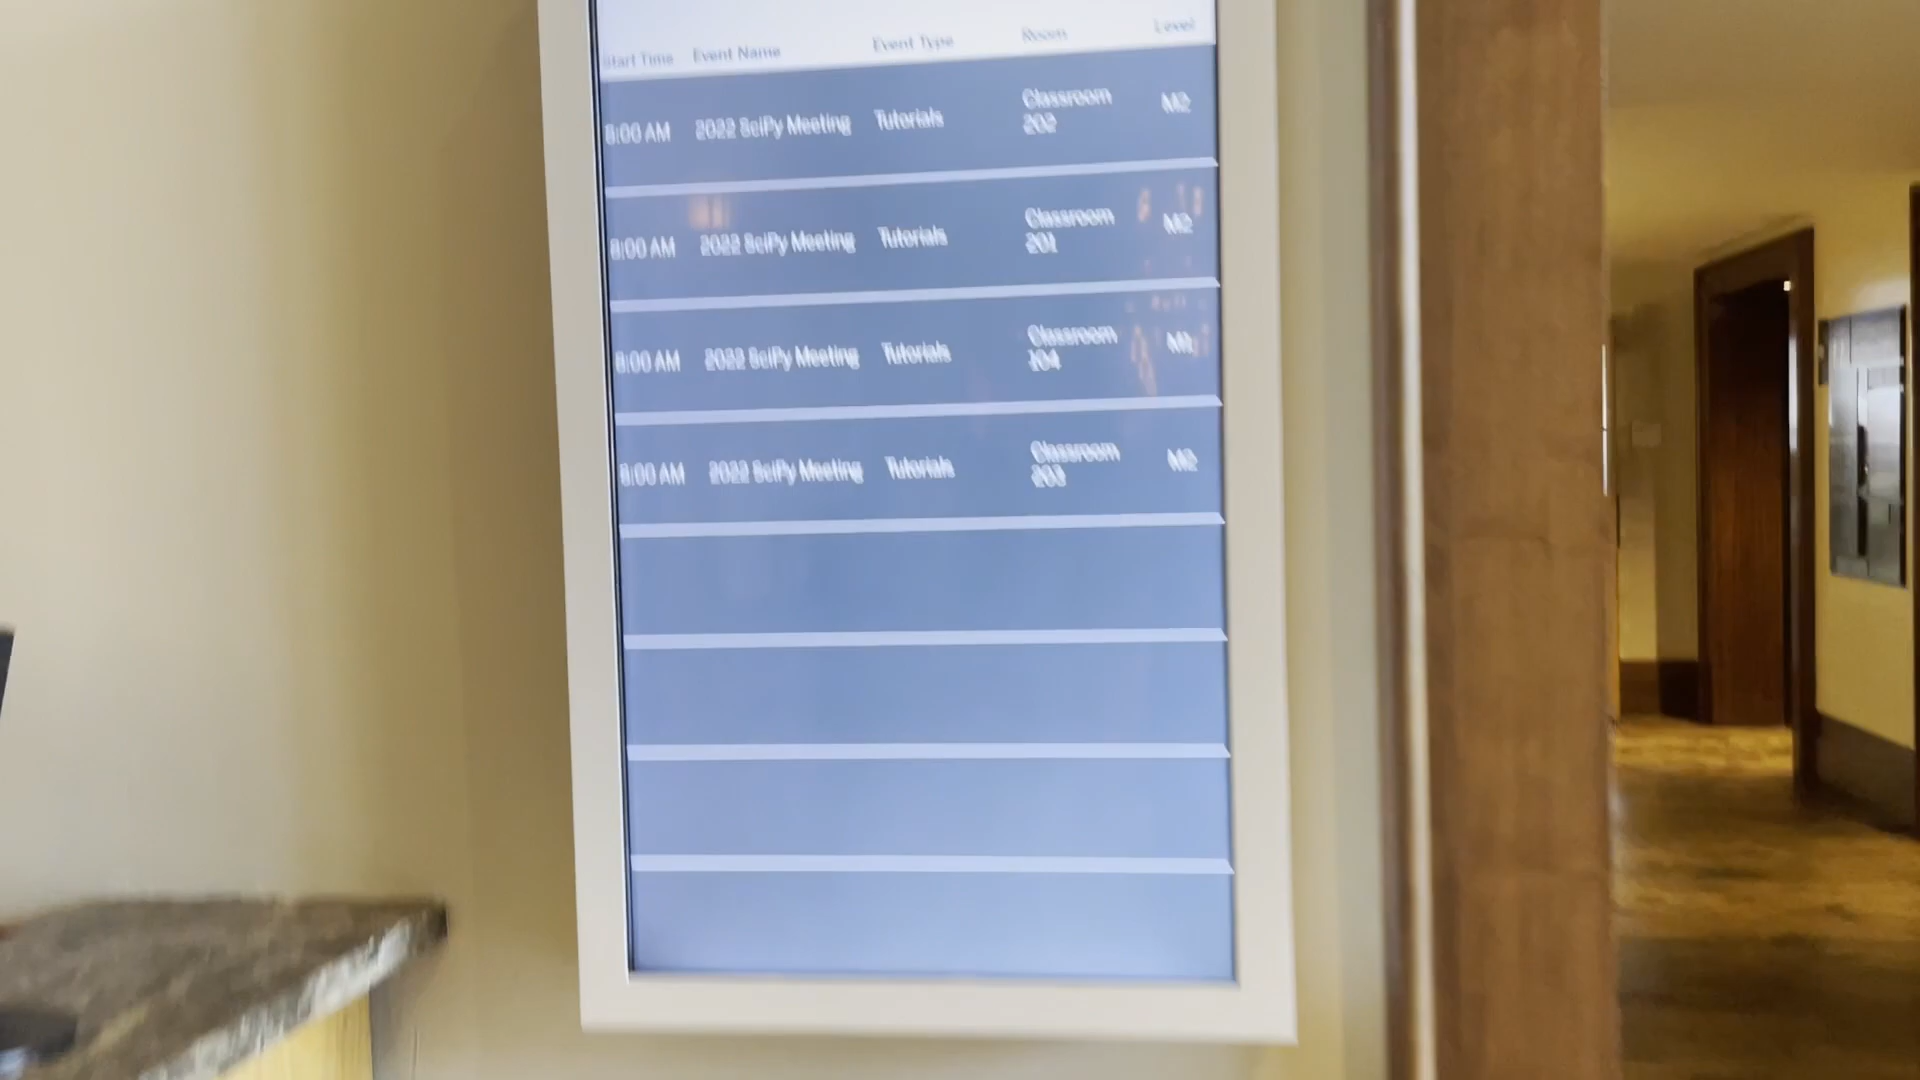 Start Time Event Name Event Type Room Level
8:00 AM 2022 SciPy Meeting Tutorials Classroom 202 M2
8:00 AM 2022 SciPy Meeting Tutorials Classroom 201 M2
8:00 AM 2022 SciPy Meeting Tutorials Classroom 104 M1
8:00 AM 2022 SciPy Meeting Tutorials Classroom 203 M2